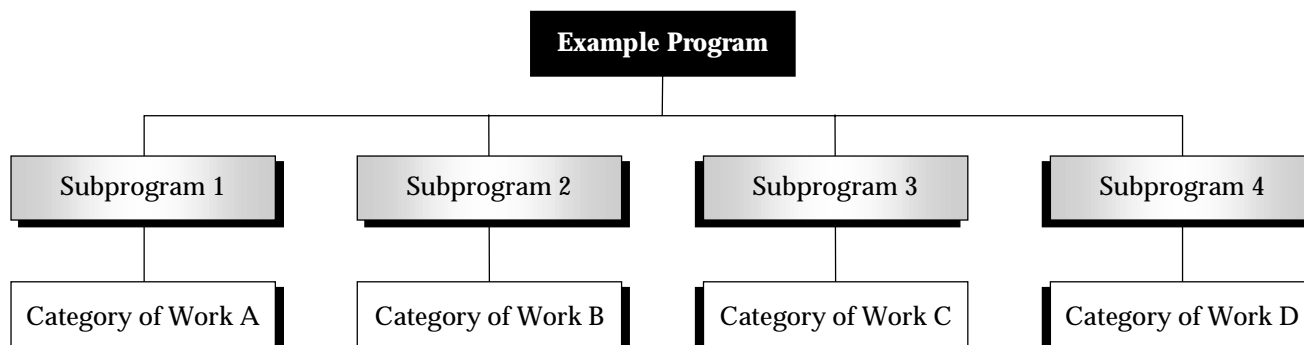 Example Program
Subprogram 1
Subprogram 2
Subprogram 3
Subprogram 4
Category of Work A
Category of Work B
Category of Work C
Category of Work D